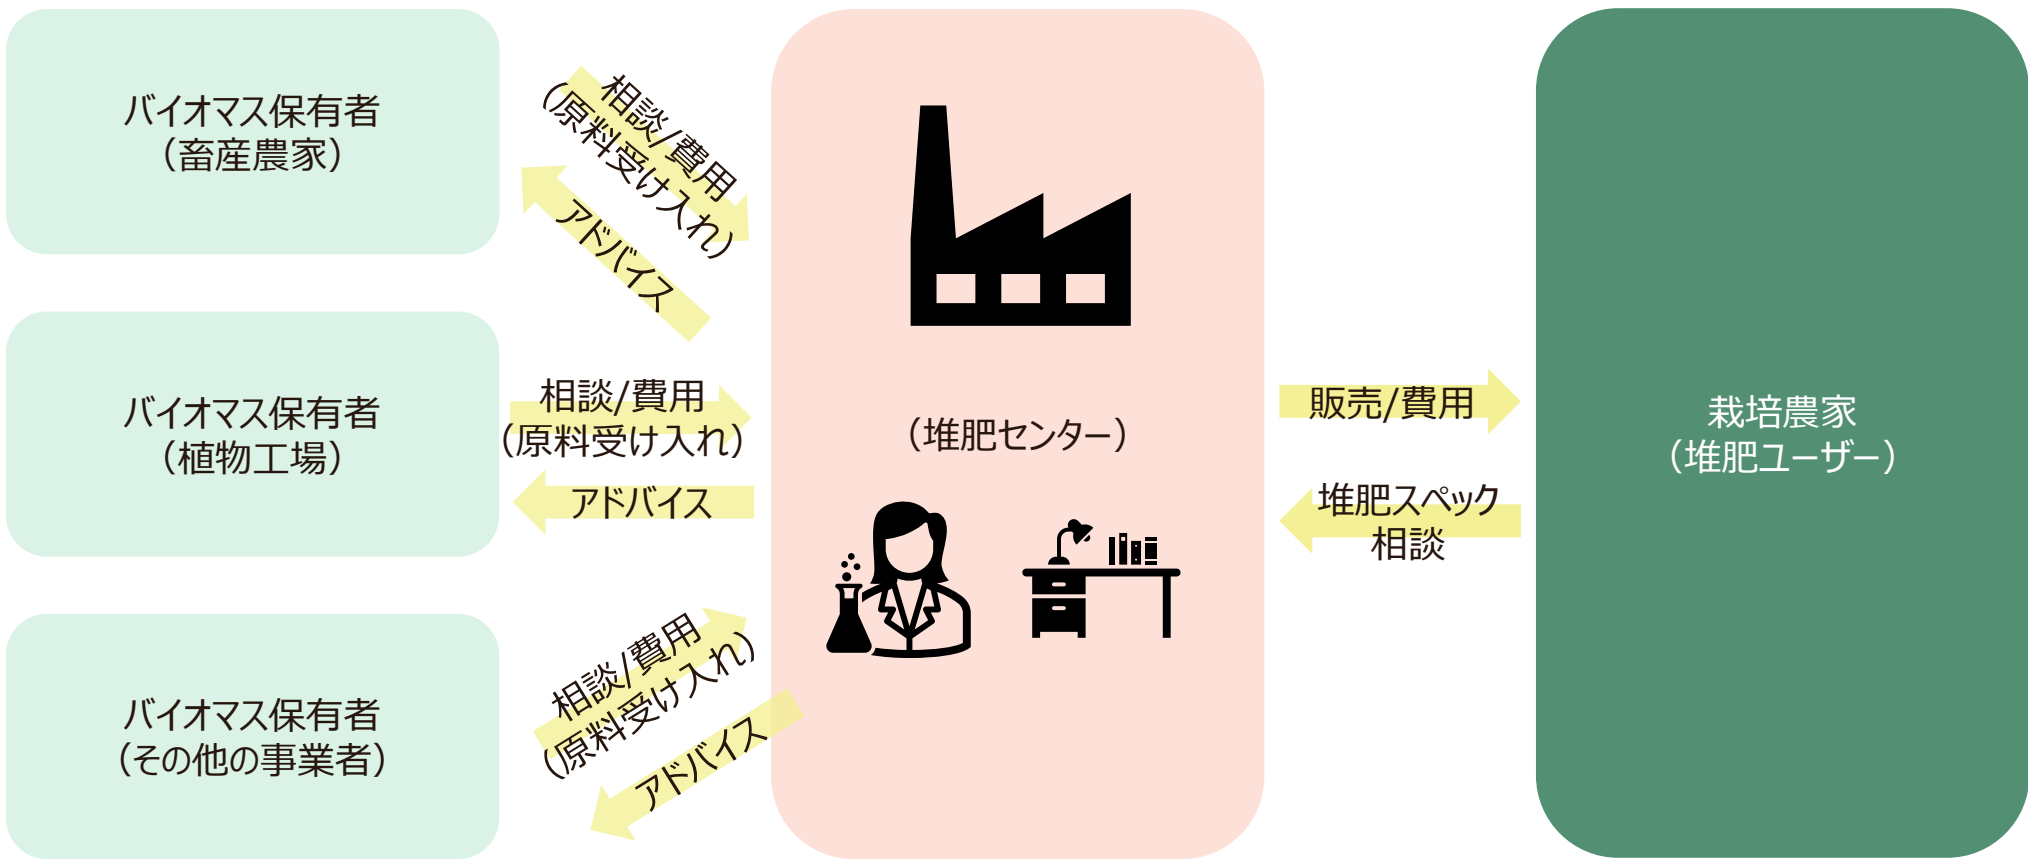 バイオマス保有者
（畜産農家）
相談/費用
（原料受け入れ）
アドバイス
バイオマス保有者
（植物工場）
相談/費用
（原料受け入れ）
アドバイス
バイオマス保有者
（その他の事業者）
相談/費用
（原料受け入れ）
アドバイス
（堆肥センター）
販売/費用
堆肥スペック
相談
栽培農家
（堆肥ユーザー）